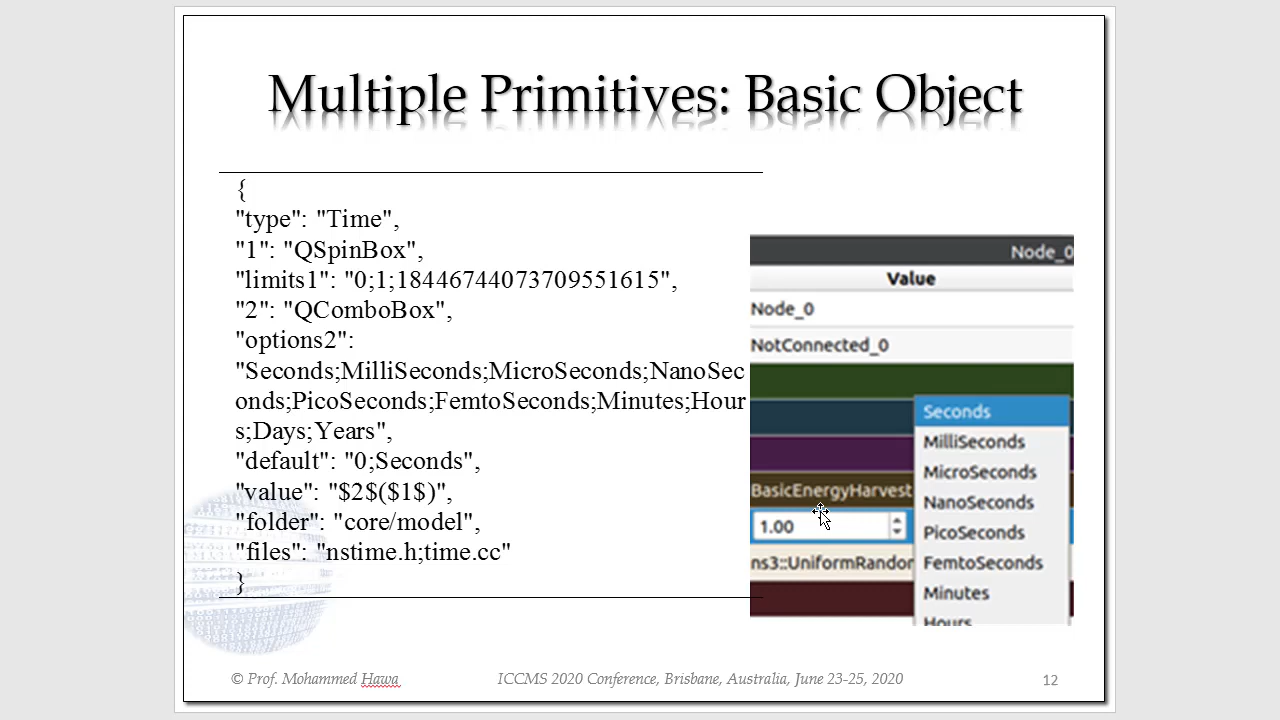 Multiple Primitives: Basic Object
{
"type": "Time",
"1": "QSpinBox",
"limits1": "0;1;18446744073709551615",
"2": "QComboBox",
"options2":
"Seconds;MilliSeconds;MicroSeconds;NanoSec
onds;PicoSeconds;FemtoSeconds;Minutes;Hour
s;Days;Years",
"default": "0;Seconds",
"value": "$2$($1$)",
"folder": "core/model",
"files": "nstime.h;time.cc"
}
Node_0
Value
Node_0
NotConnected_0
Seconds
MilliSeconds
MicroSeconds
BasicEnergyHarvest
NanoSeconds
1.00
PicoSeconds
ns3::UniformRandor
FemtoSeconds
Minutes
Hours
© Prof. Mohammed Hawa
ICCMS 2020 Conference, Brisbane, Australia, June 23-25, 2020
12